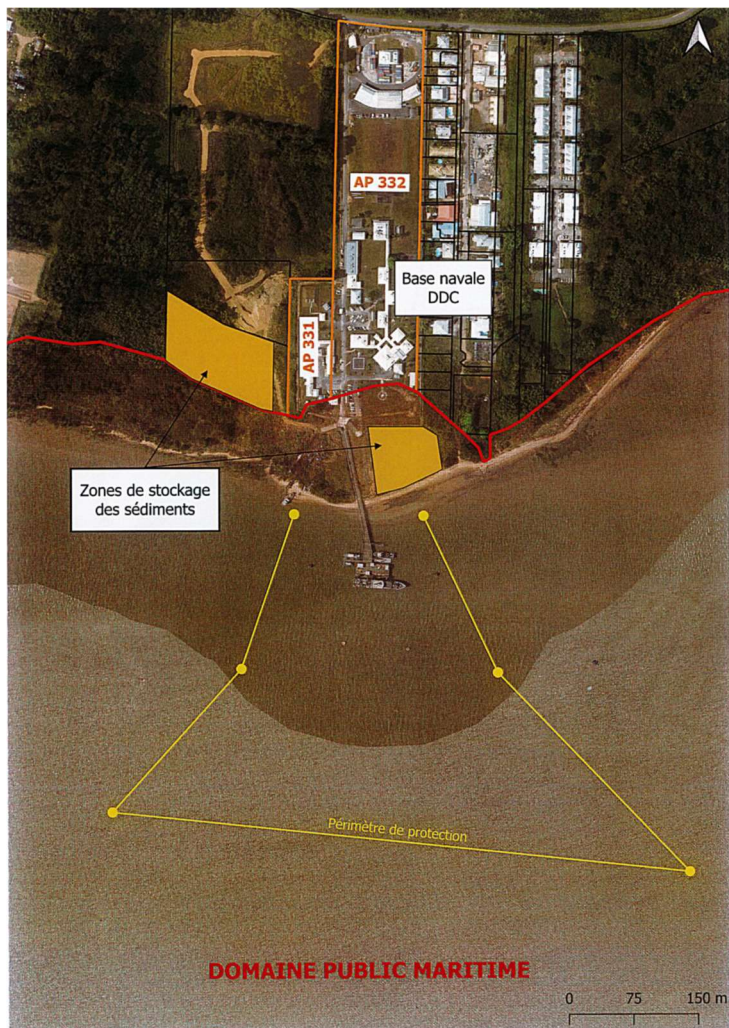 AP 332
Base navale
DDC
AP 331
Zones de stockage
des sédiments
Périmètre de protection
DOMAINE PUBLIC MARITIME
0 75 150 m